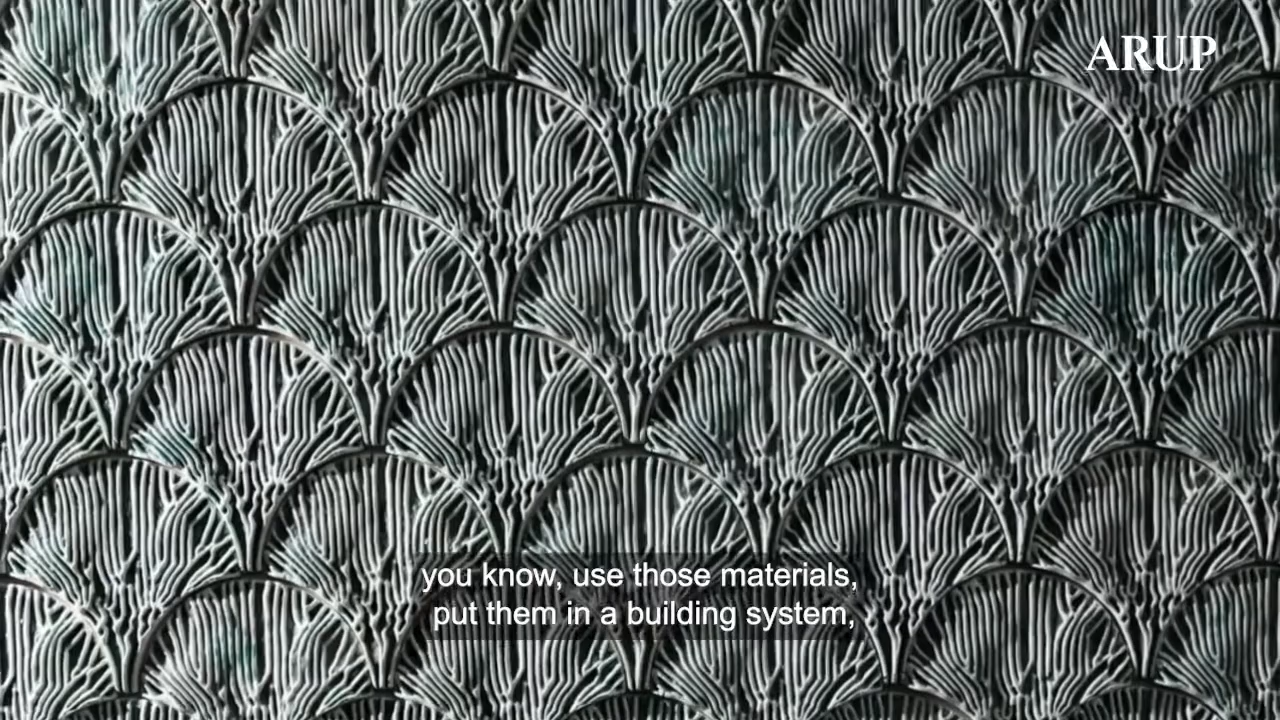 ARUP
you know, use those materials,
put them in a building system,